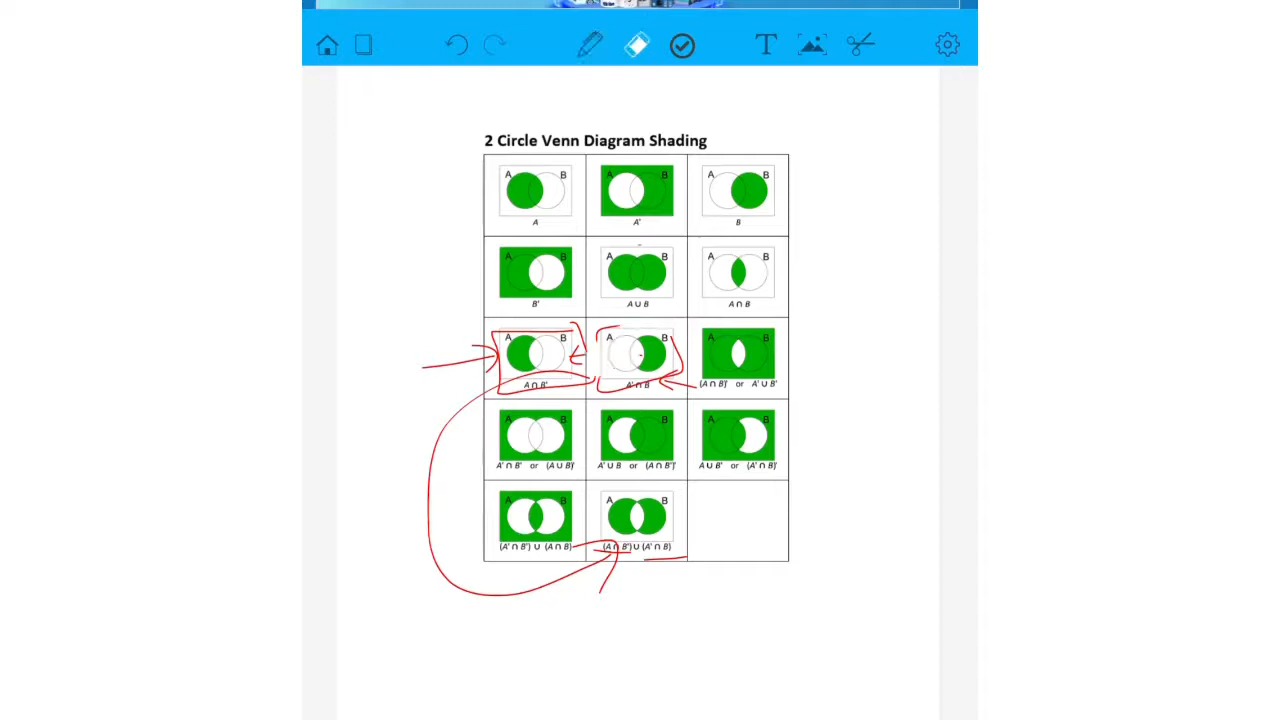 2 Circle Venn Diagram Shading
A B A B A B
A A' B
A B A B A B
B' A ∪ B A ∩ B
A B A B A B
A ∩ B' A' ∩ B (A ∩ B)' or A' ∪ B'
A B A B A B
A' ∩ B' or (A ∪ B)' A' ∪ B or (A ∩ B')' A ∪ B' or (A' ∩ B)'
A B A B
(A' ∩ B') ∪ (A ∩ B) (A ∩ B') ∪ (A' ∩ B)
T